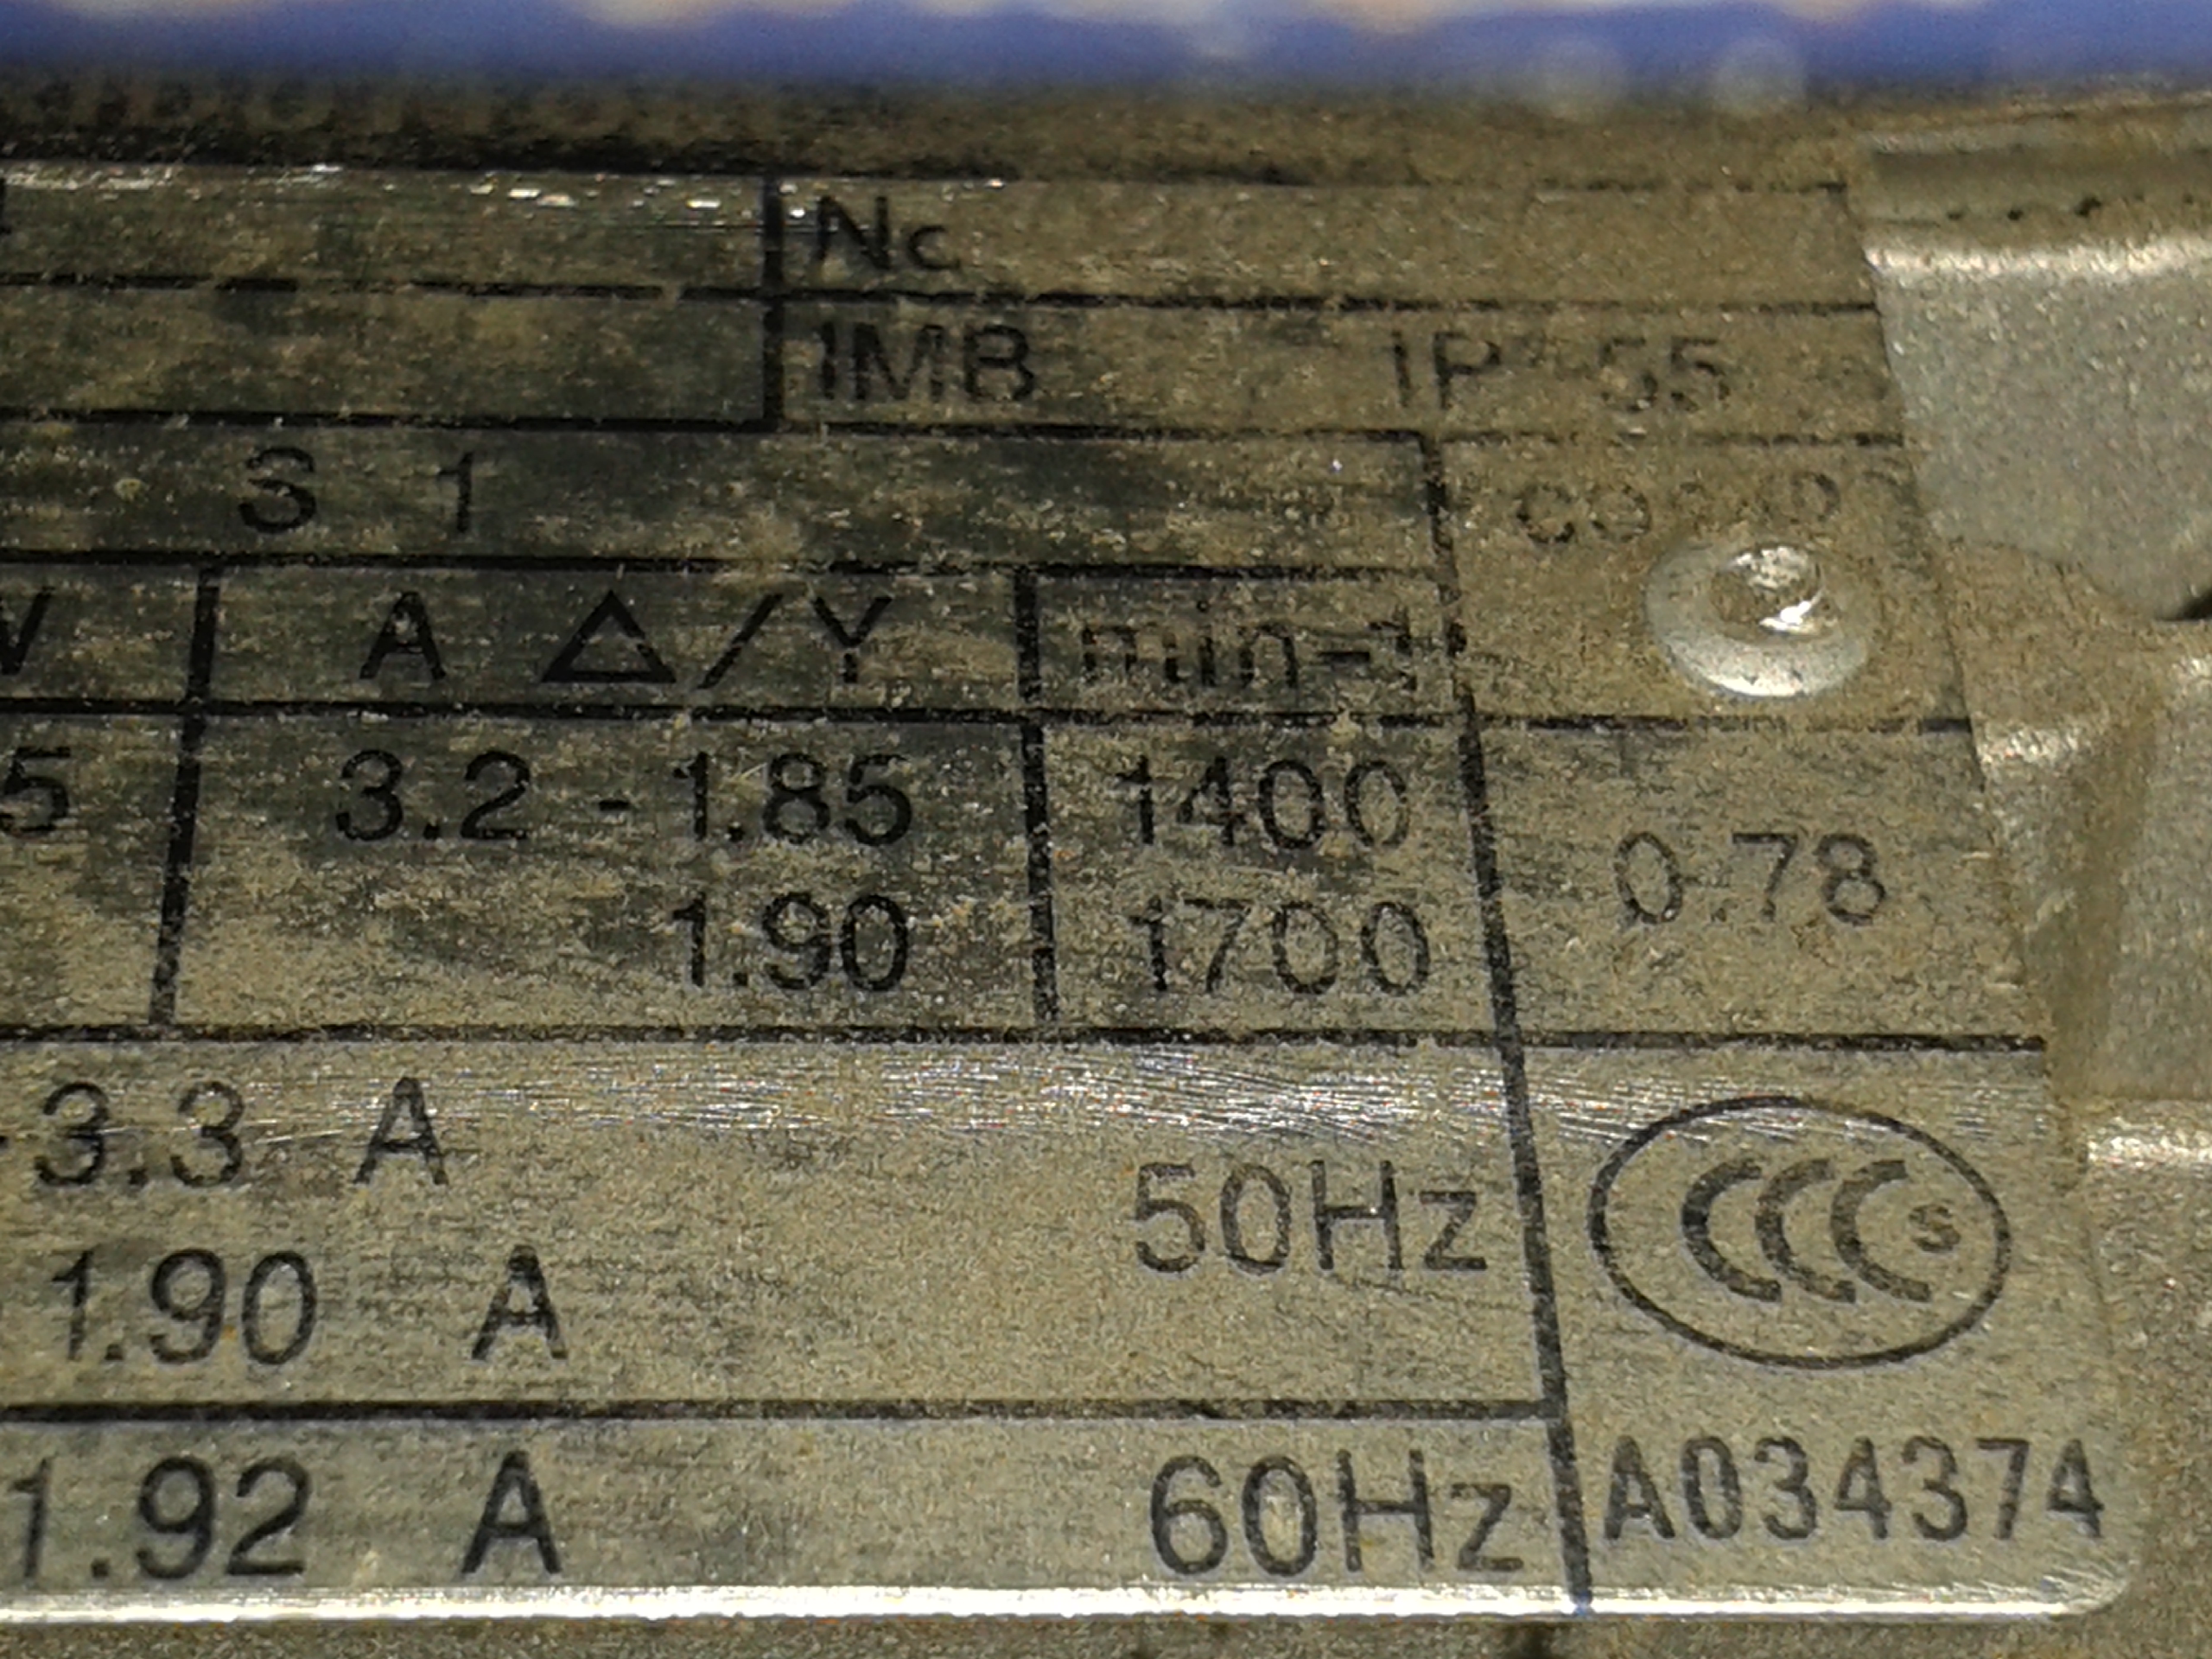 Nc
IMB IP 55
S 1
A △/Y min-1
5 3.2 - 1.85 1400
1.90 1700
0.78
3.3 A
50Hz
1.90 A
CCC S
1.92 A 60Hz
A034374